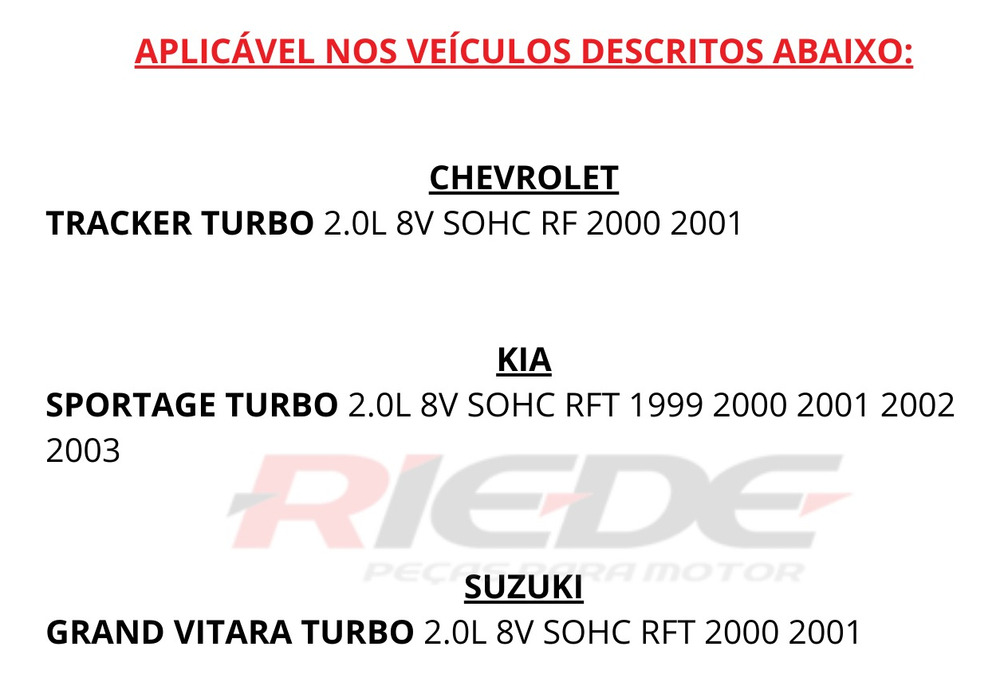 APLICÁVEL NOS VEÍCULOS DESCRITOS ABAIXO:
CHEVROLET
TRACKER TURBO 2.0L 8V SOHC RF 2000 2001
KIA
SPORTAGE TURBO 2.0L 8V SOHC RFT 1999 2000 2001 2002
2003
RIEDE
PEÇAS PARA MOTOR
SUZUKI
GRAND VITARA TURBO 2.0L 8V SOHC RFT 2000 2001